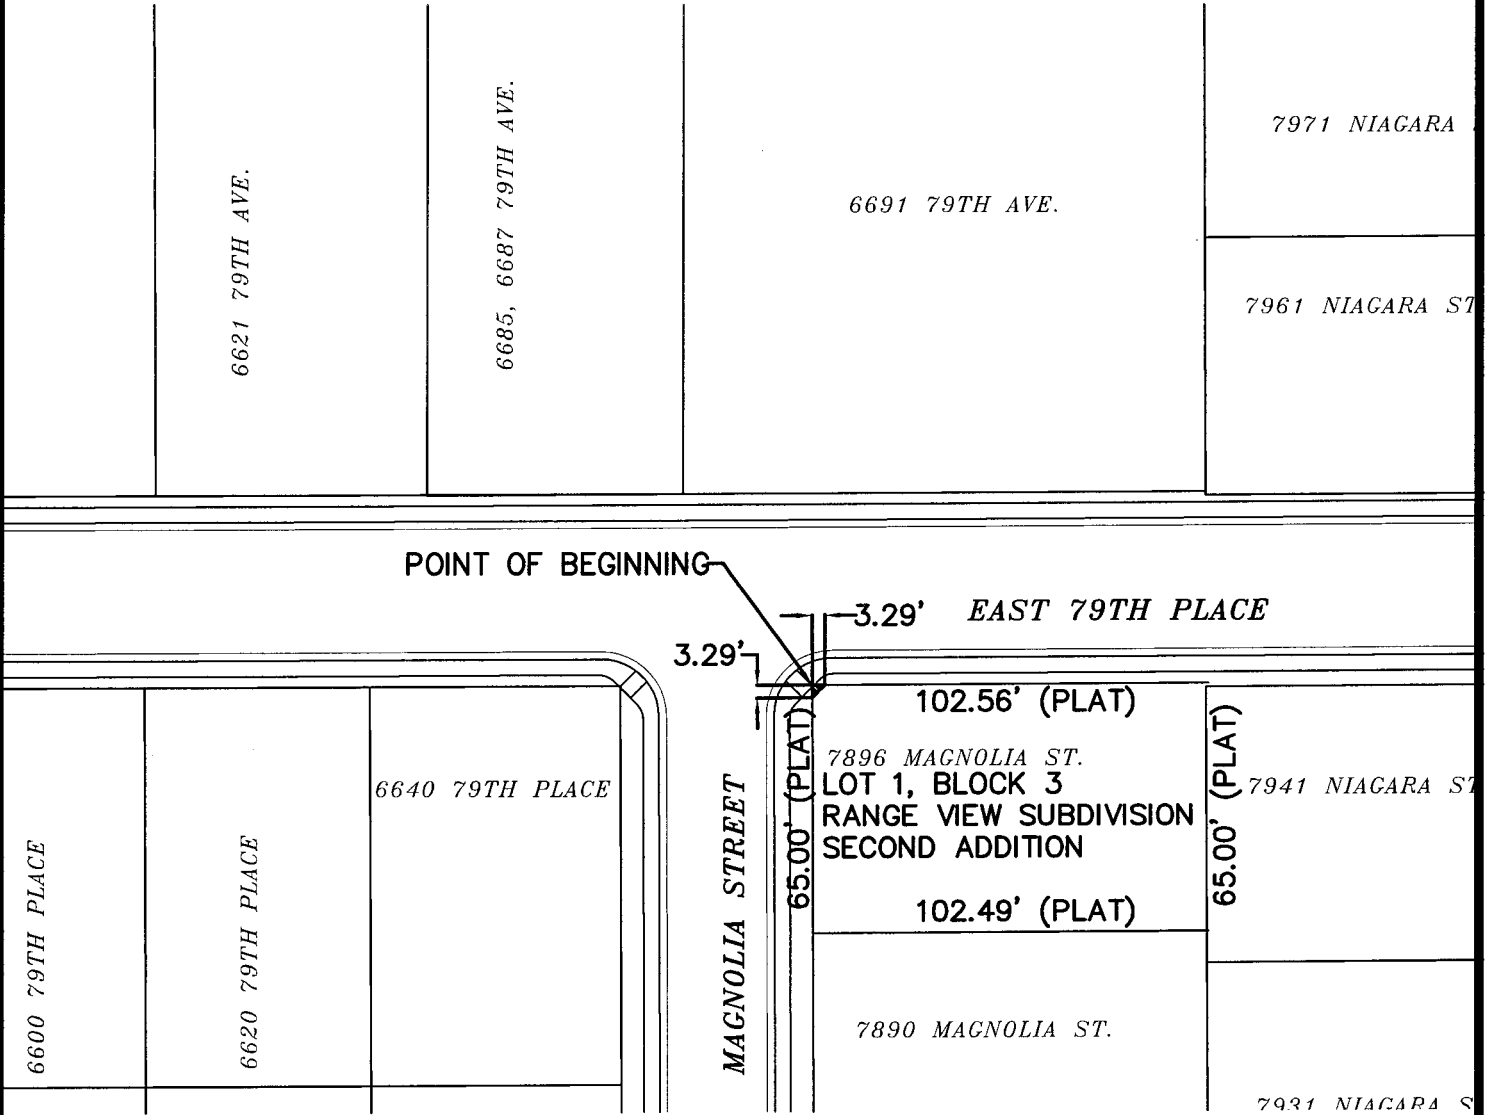 7971 NIAGARA
6691 79TH AVE.
6621 79TH AVE.
6685, 6687 79TH AVE.
7961 NIAGARA ST
POINT OF BEGINNING
3.29'
EAST 79TH PLACE
3.29'
102.56' (PLAT)
7896 MAGNOLIA ST.
LOT 1, BLOCK 3
RANGE VIEW SUBDIVISION
SECOND ADDITION
102.49' (PLAT)
65.00' (PLAT)
65.00' (PLAT)
7941 NIAGARA ST
6640 79TH PLACE
6600 79TH PLACE
6620 79TH PLACE
MAGNOLIA STREET
7890 MAGNOLIA ST.
7931 NIAGARA S